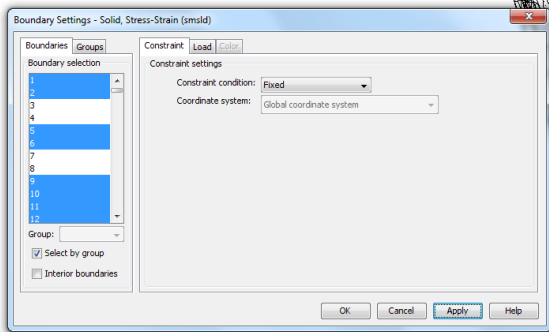 Boundary Settings - Solid, Stress-Strain (smsld)
Boundaries Groups
Boundary selection
1
2
3
4
5
6
7
8
9
10
11
12
Group:
Select by group
Interior boundaries
Constraint Load Color
Constraint settings
Constraint condition: Fixed
Coordinate system: Global coordinate system
OK Cancel Apply Help